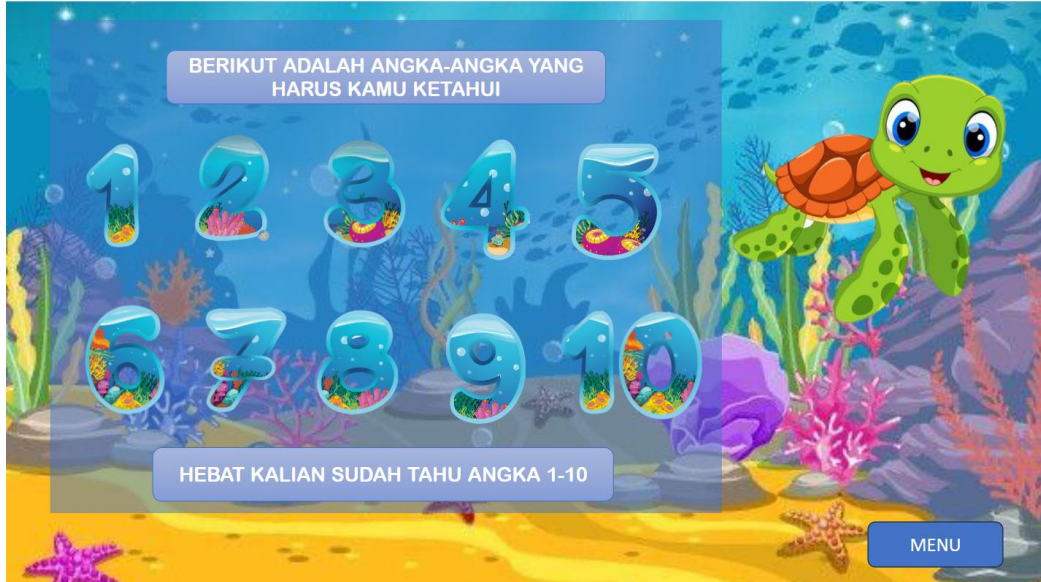 BERIKUT ADALAH ANGKA-ANGKA YANG
HARUS KAMU KETAHUI
1 2 3 4 5
6 7 8 9 10
HEBAT KALIAN SUDAH TAHU ANGKA 1-10
MENU